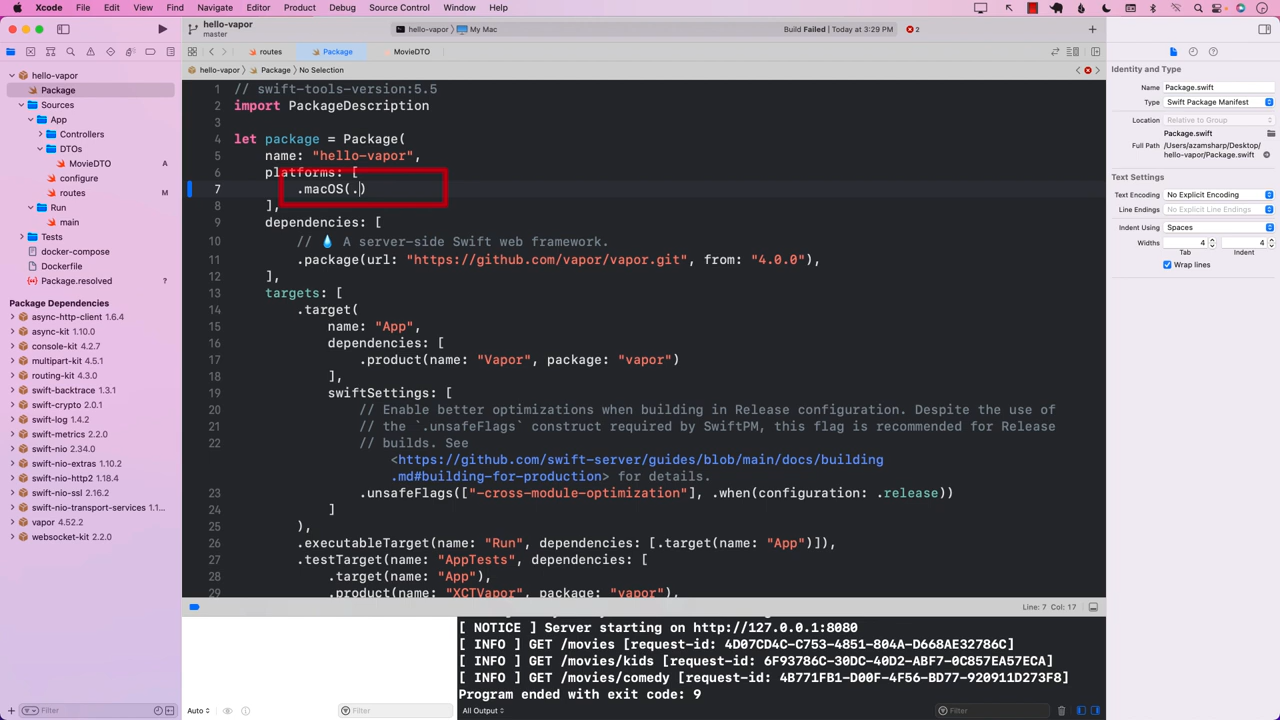 Xcode File Edit View Find Navigate Editor Product Debug Source Control Window Help
hello-vapor
master
hello-vapor 〉 My Mac
Build Failed | Today at 3:29 PM
2
routes
Package
MovieDTO
hello-vapor 〉 Package 〉 No Selection
hello-vapor
Package
Sources
App
Controllers
DTOs
MovieDTO A
configure
routes
Run
main
Tests
docker-compose
Dockerfile
Package.resolved ?
Package Dependencies
async-http-client 1.6.4
async-kit 1.10.0
console-kit 4.2.7
multipart-kit 4.5.1
routing-kit 4.3.0
swift-backtrace 1.3.1
swift-crypto 2.0.1
swift-log 1.4.2
swift-metrics 2.2.0
swift-nio 2.34.0
swift-nio-extras 1.10.2
swift-nio-http2 1.18.4
swift-nio-ssl 2.16.2
swift-nio-transport-services 1.1...
vapor 4.52.2
websocket-kit 2.2.0
Filter
1 // swift-tools-version:5.5
2 import PackageDescription
3
4 let package = Package(
5 name: "hello-vapor",
6 platforms: [
7 .macOS(.)
8 ],
9 dependencies: [
10 // 💧 A server-side Swift web framework.
11 .package(url: "https://github.com/vapor/vapor.git", from: "4.0.0"),
12 ],
13 targets: [
14 .target(
15 name: "App",
16 dependencies: [
17 .product(name: "Vapor", package: "vapor")
18 ],
19 swiftSettings: [
20 // Enable better optimizations when building in Release configuration. Despite the use of
21 // the `.unsafeFlags` construct required by SwiftPM, this flag is recommended for Release
22 // builds. See
<https://github.com/swift-server/guides/blob/main/docs/building
.md#building-for-production> for details.
23 .unsafeFlags(["-cross-module-optimization"], .when(configuration: .release))
24 ]
25 ),
26 .executableTarget(name: "Run", dependencies: [.target(name: "App")]),
27 .testTarget(name: "AppTests", dependencies: [
28 .target(name: "App"),
29 .product(name: "XCTVapor", package: "vapor"),
Line: 7 Col: 17
[ NOTICE ] Server starting on http://127.0.0.1:8080
[ INFO ] GET /movies [request-id: 4D07CD4C-C753-4851-804A-D668AE32786C]
[ INFO ] GET /movies/kids [request-id: 6F93786C-30DC-40D2-ABF7-0C857EA57ECA]
[ INFO ] GET /movies/comedy [request-id: 4B771FB1-D00F-4F56-BD77-920911D273F8]
Program ended with exit code: 9
Auto
Filter
All Output
Filter
Identity and Type
Name Package.swift
Type Swift Package Manifest
Location Relative to Group
Package.swift
Full Path /Users/azamsharp/Desktop/
hello-vapor/Package.swift
Text Settings
Text Encoding No Explicit Encoding
Line Endings No Explicit Line Endings
Indent Using Spaces
Widths 4 4
Tab Indent
Wrap lines